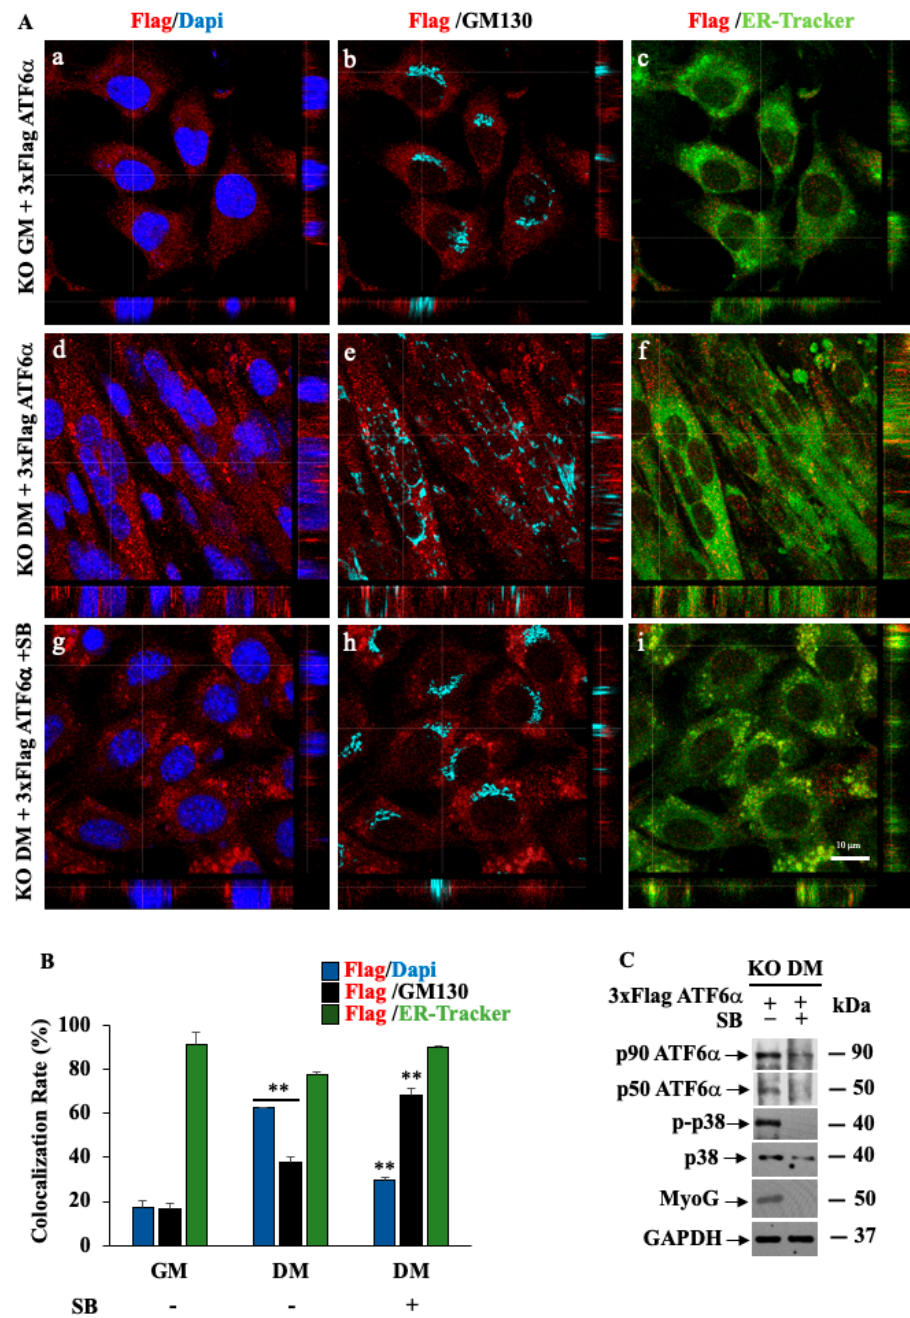 A
Flag/Dapi
Flag /GM130
Flag /ER-Tracker
KO GM + 3xFlag ATF6α
a
b
c
KO DM + 3xFlag ATF6α
d
e
f
KO DM + 3xFlag ATF6α +SB
g
h
i
10 μm
B
Flag/Dapi
Flag /GM130
Flag /ER-Tracker
Colocalization Rate (%)
100
80
60
40
20
0
**
**
**
GM
DM
DM
SB
-
-
+
C
KO DM
3xFlag ATF6α + + kDa
SB – +
p90 ATF6α 90
p50 ATF6α 50
p-p38 40
p38 40
MyoG 50
GAPDH 37